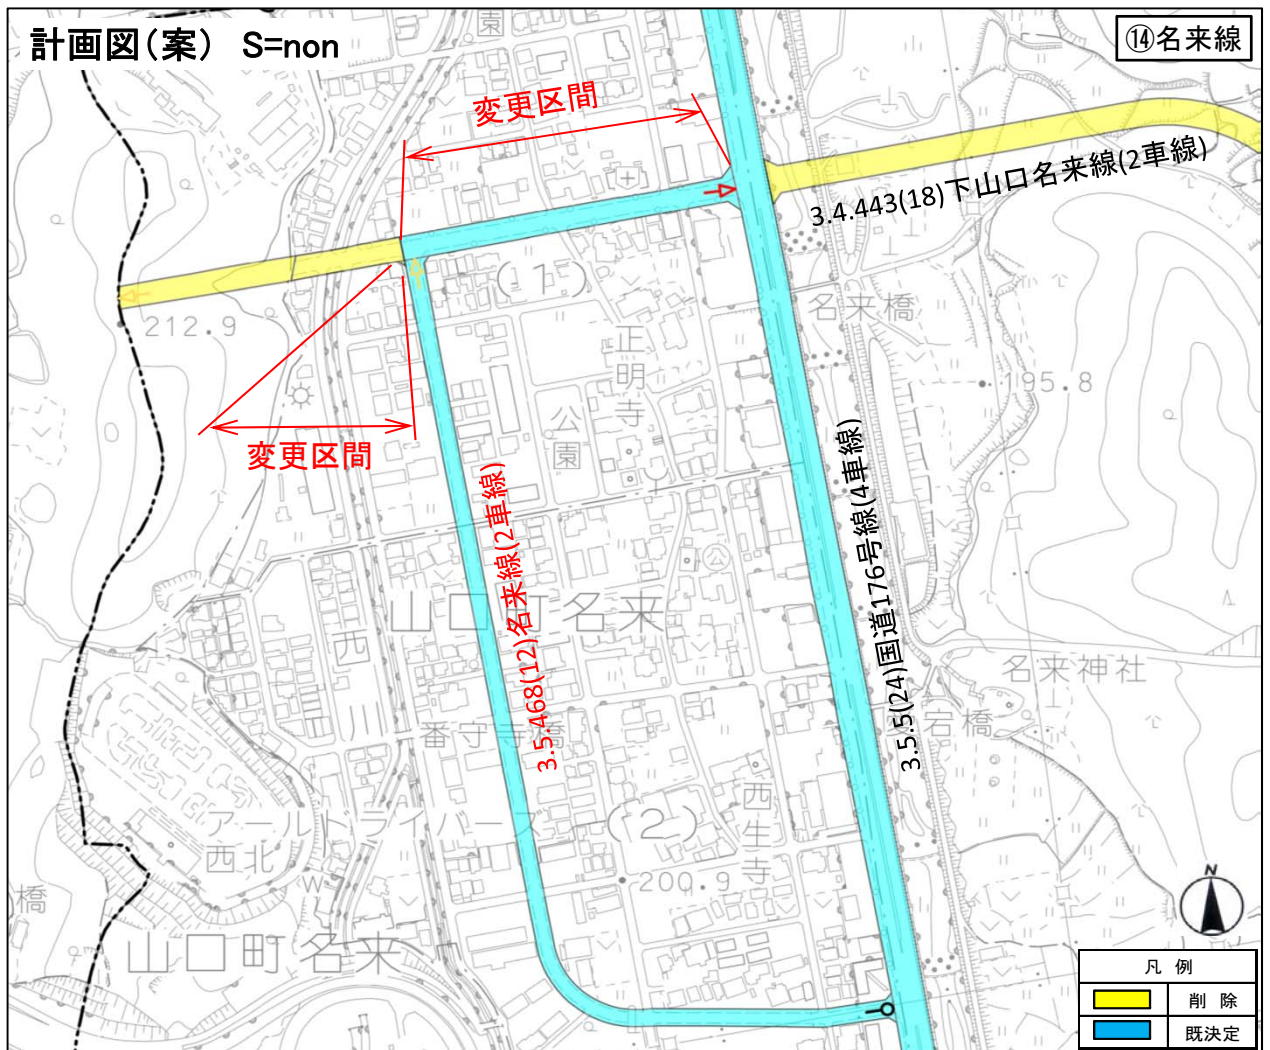 計画図（案）　S=non
⑭名来線
園
変更区間
3.4.443(18)下山口名来線(2車線)
(1)
名来橋
212.9
正明寺
195.8
公園
変更区間
3.5.468(12)名来線(2車線)
3.5.5(24)国道176号線(4車線)
山口町名来
西川
名来神社
番守寺橋
宕橋
西生寺
アールドライバース
(2)
西北
200.9
橋
山口町名来
N
凡 例
削 除
既決定